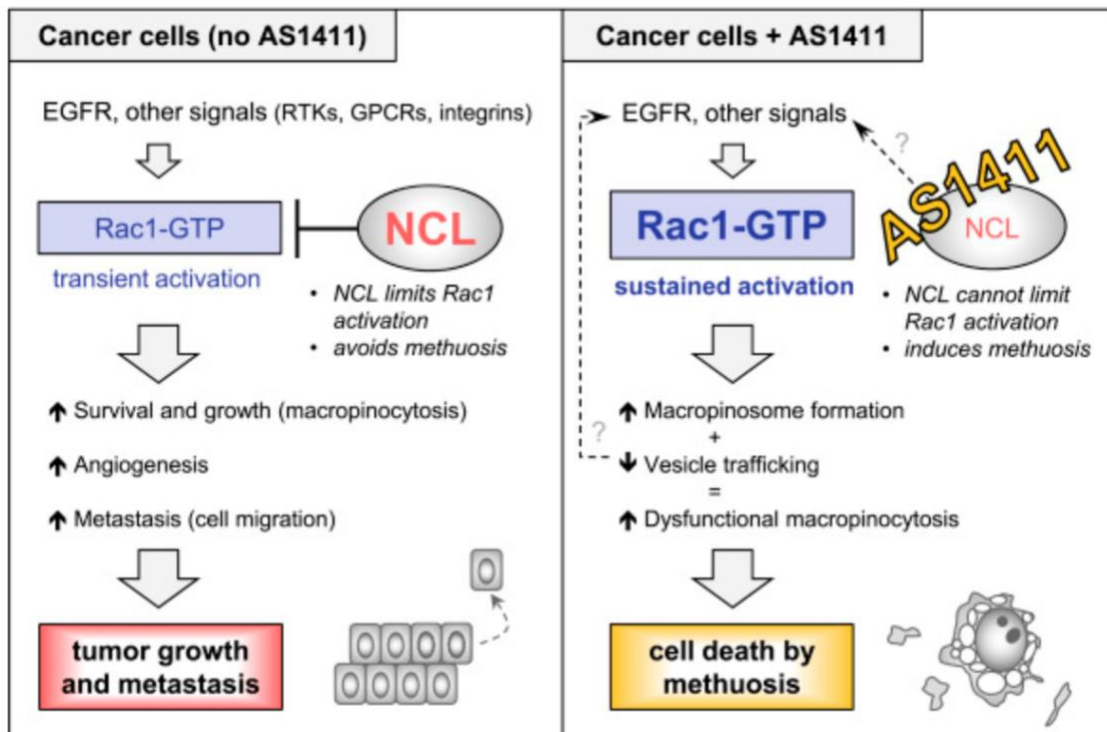 Cancer cells (no AS1411)
EGFR, other signals (RTKs, GPCRs, integrins)
Rac1-GTP
NCL
transient activation
• NCL limits Rac1
activation
• avoids methuosis
Survival and growth (macropinocytosis)
Angiogenesis
Metastasis (cell migration)
tumor growth
and metastasis
Cancer cells + AS1411
EGFR, other signals
?
AS1411
Rac1-GTP
NCL
sustained activation
• NCL cannot limit
Rac1 activation
• induces methuosis
Macropinosome formation
+
?
Vesicle trafficking
=
Dysfunctional macropinocytosis
cell death by
methuosis